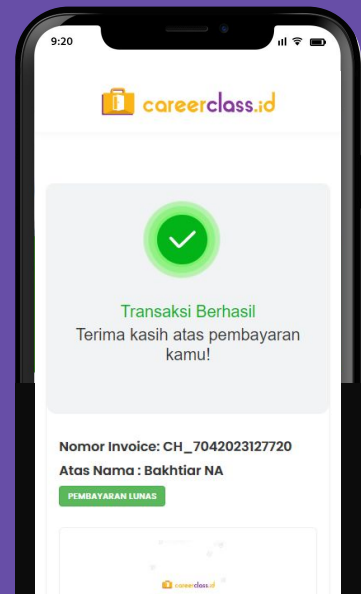 9:20
careerclass.id
Transaksi Berhasil
Terima kasih atas pembayaran
kamu!
Nomor Invoice: CH_7042023127720
Atas Nama : Bakhtiar NA
PEMBAYARAN LUNAS
careerclass.id